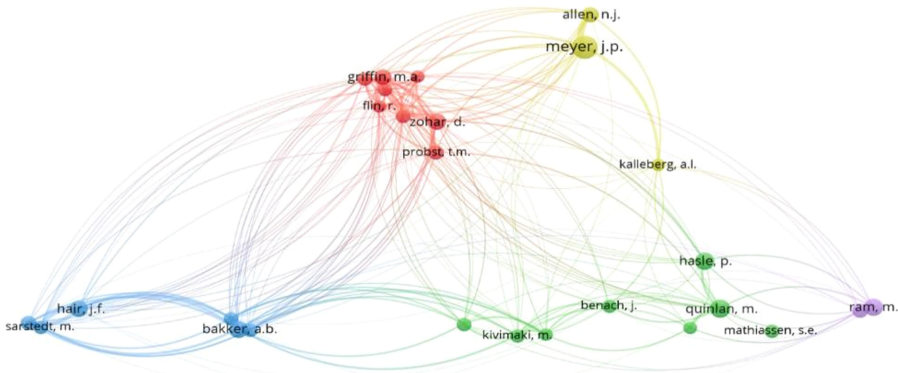 allen, n.j.
meyer, j.p.
griffin, m.a.
flin, r.
zohar, d.
probst, t.m.
kalleberg, a.l.
hasle, p.
hair, j.f.
sarstedt, m.
bakker, a.b.
kivimaki, m.
benach, j.
quinlan, m.
mathiassen, s.e.
ram, m.